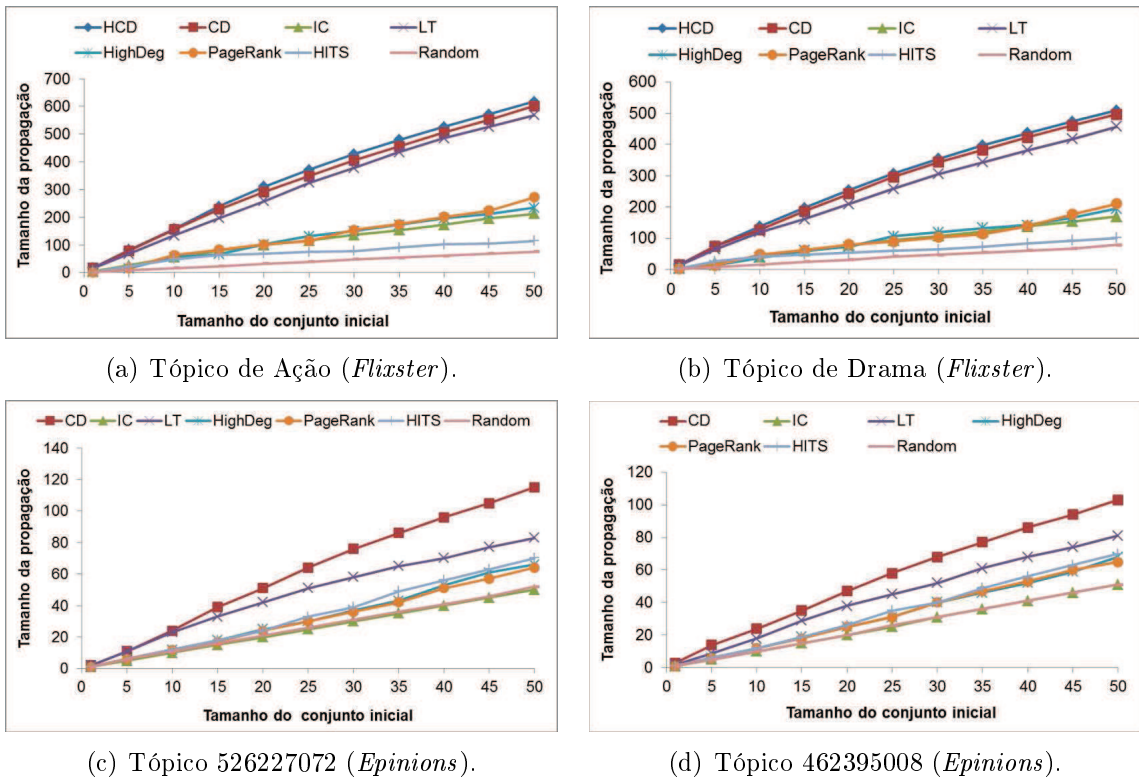 HCD CD IC LT
HighDeg PageRank HITS Random
Tamanho da propagação
700
600
500
400
300
200
100
0
0 5 10 15 20 25 30 35 40 45 50
Tamanho do conjunto inicial
(a) Tópico de Ação (Flixster).
HCD CD IC LT
HighDeg PageRank HITS Random
Tamanho da propagação
600
500
400
300
200
100
0
0 5 10 15 20 25 30 35 40 45 50
Tamanho do conjunto inicial
(b) Tópico de Drama (Flixster).
CD IC LT HighDeg PageRank HITS Random
Tamanho da propagação
140
120
100
80
60
40
20
0
0 5 10 15 20 25 30 35 40 45 50
Tamanho do conjunto inicial
(c) Tópico 526227072 (Epinions).
CD IC LT HighDeg
PageRank HITS Random
Tamanho da propagação
120
100
80
60
40
20
0
0 5 10 15 20 25 30 35 40 45 50
Tamanho do conjunto inicial
(d) Tópico 462395008 (Epinions).